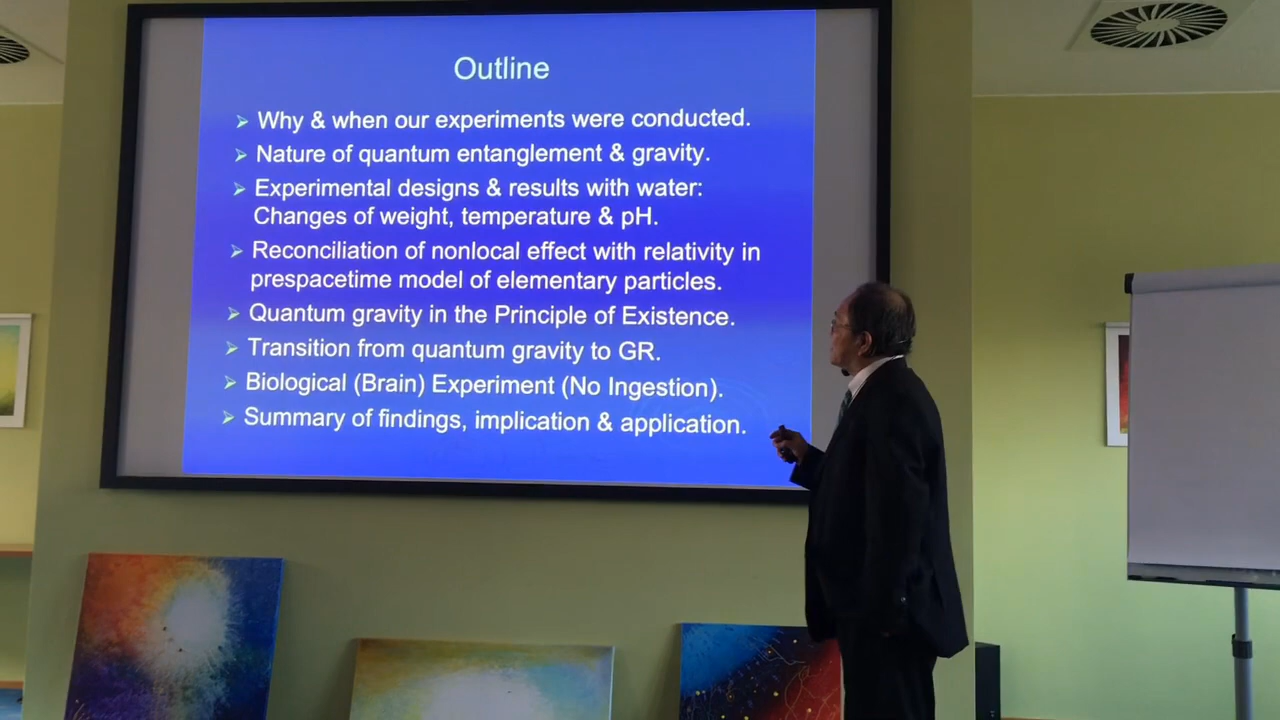 Outline
➢ Why & when our experiments were conducted.
➢ Nature of quantum entanglement & gravity.
➢ Experimental designs & results with water:
Changes of weight, temperature & pH.
➢ Reconciliation of nonlocal effect with relativity in
prespacetime model of elementary particles.
➢ Quantum gravity in the Principle of Existence.
➢ Transition from quantum gravity to GR.
➢ Biological (Brain) Experiment (No Ingestion).
➢ Summary of findings, implication & application.